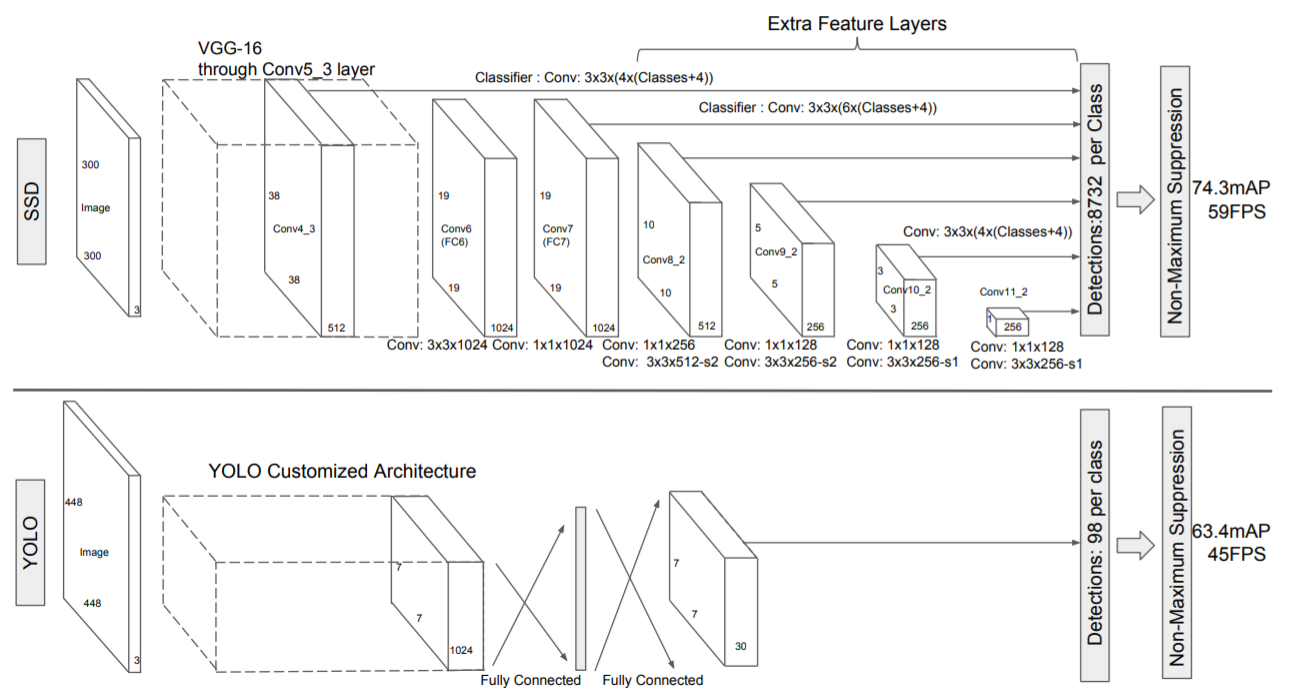 Extra Feature Layers
VGG-16
through Conv5_3 layer
Classifier : Conv: 3x3x(4x(Classes+4))
Classifier : Conv: 3x3x(6x(Classes+4))
SSD
300
Image
300
3
38
Conv4_3
38
512
19
Conv6
(FC6)
19
1024
19
Conv7
(FC7)
19
1024
10
Conv8_2
10
512
5
Conv9_2
5
256
Conv: 3x3x(4x(Classes+4))
3
Conv10_2
3
256
Conv11_2
1
256
Conv: 3x3x1024
Conv: 1x1x1024
Conv: 1x1x256
Conv: 3x3x512-s2
Conv: 1x1x128
Conv: 3x3x256-s2
Conv: 1x1x128
Conv: 3x3x256-s1
Conv: 1x1x128
Conv: 3x3x256-s1
Detections:8732 per Class
Non-Maximum Suppression
74.3mAP
59FPS
YOLO
448
Image
448
3
YOLO Customized Architecture
7
7
1024
Fully Connected
Fully Connected
7
7
30
Detections: 98 per class
Non-Maximum Suppression
63.4mAP
45FPS